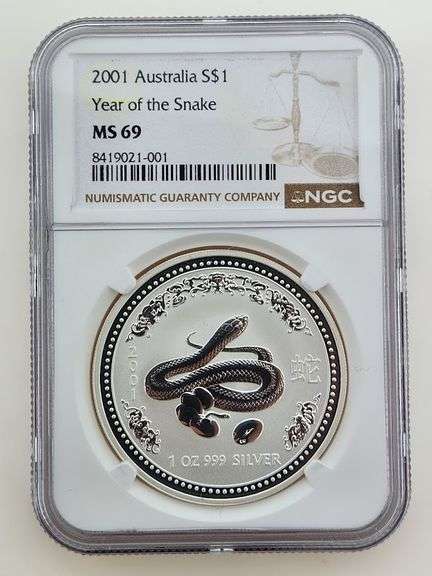 2001 Australia S$1
Year of the Snake
MS 69
8419021-001
NUMISMATIC GUARANTY COMPANY NGC
2001
蛇
1 OZ 999 SILVER